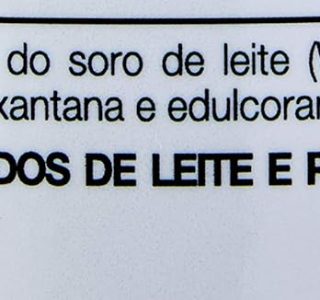 do soro de leite (
xantana e edulcoran
DOS DE LEITE E